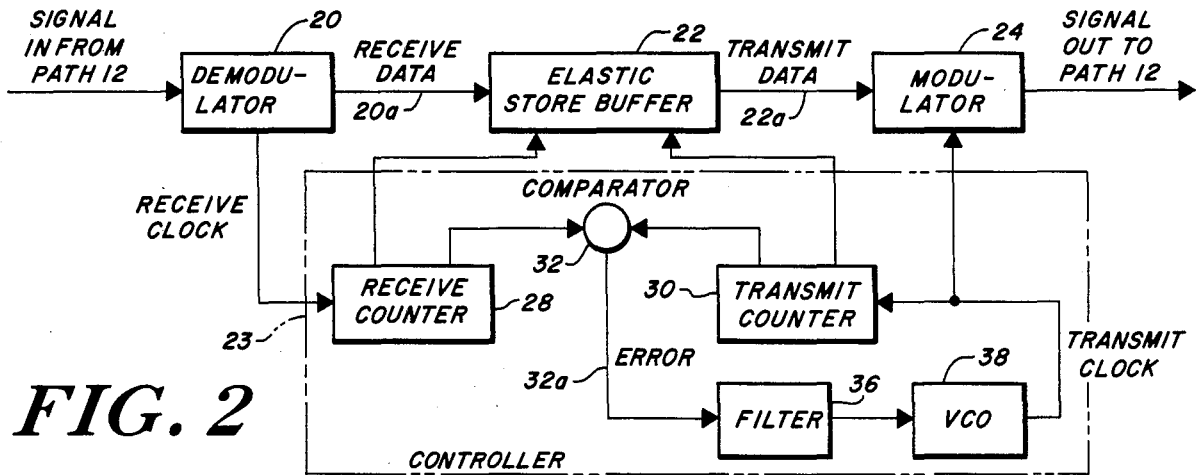 SIGNAL
IN FROM
PATH 12
20
DEMODU-
LATOR
RECEIVE
DATA
20a
22
ELASTIC
STORE BUFFER
TRANSMIT
DATA
22a
24
MODU-
LATOR
SIGNAL
OUT TO
PATH 12
RECEIVE
CLOCK
COMPARATOR
32
RECEIVE
COUNTER
28
30
TRANSMIT
COUNTER
23
32a
ERROR
TRANSMIT
CLOCK
FILTER
36
VCO
38
CONTROLLER
FIG. 2